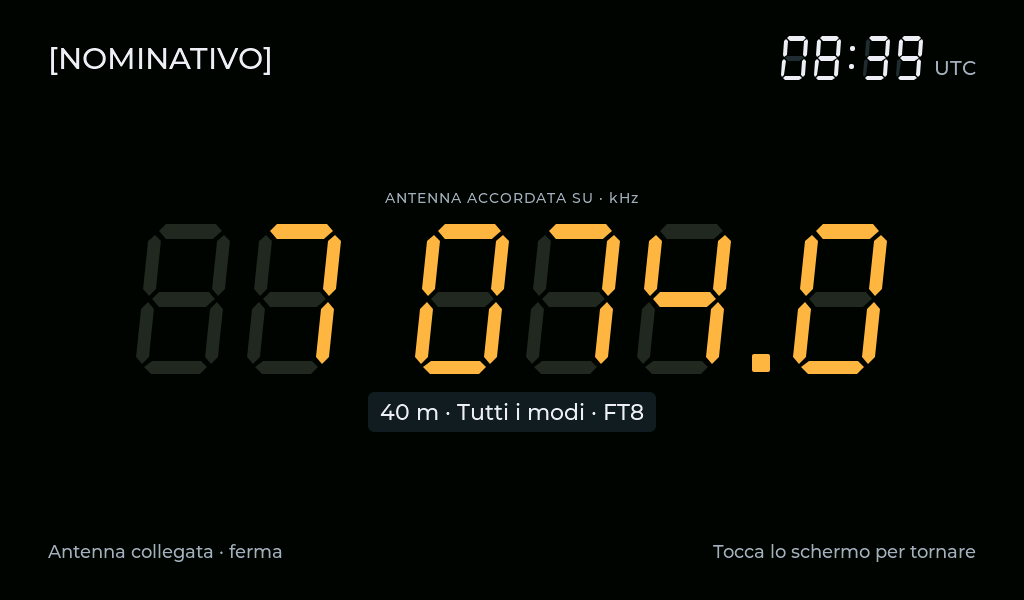 [NOMINATIVO]
08:39 UTC
ANTENNA ACCORDATA SU · kHz
7 074.0
40 m · Tutti i modi · FT8
Antenna collegata · ferma
Tocca lo schermo per tornare